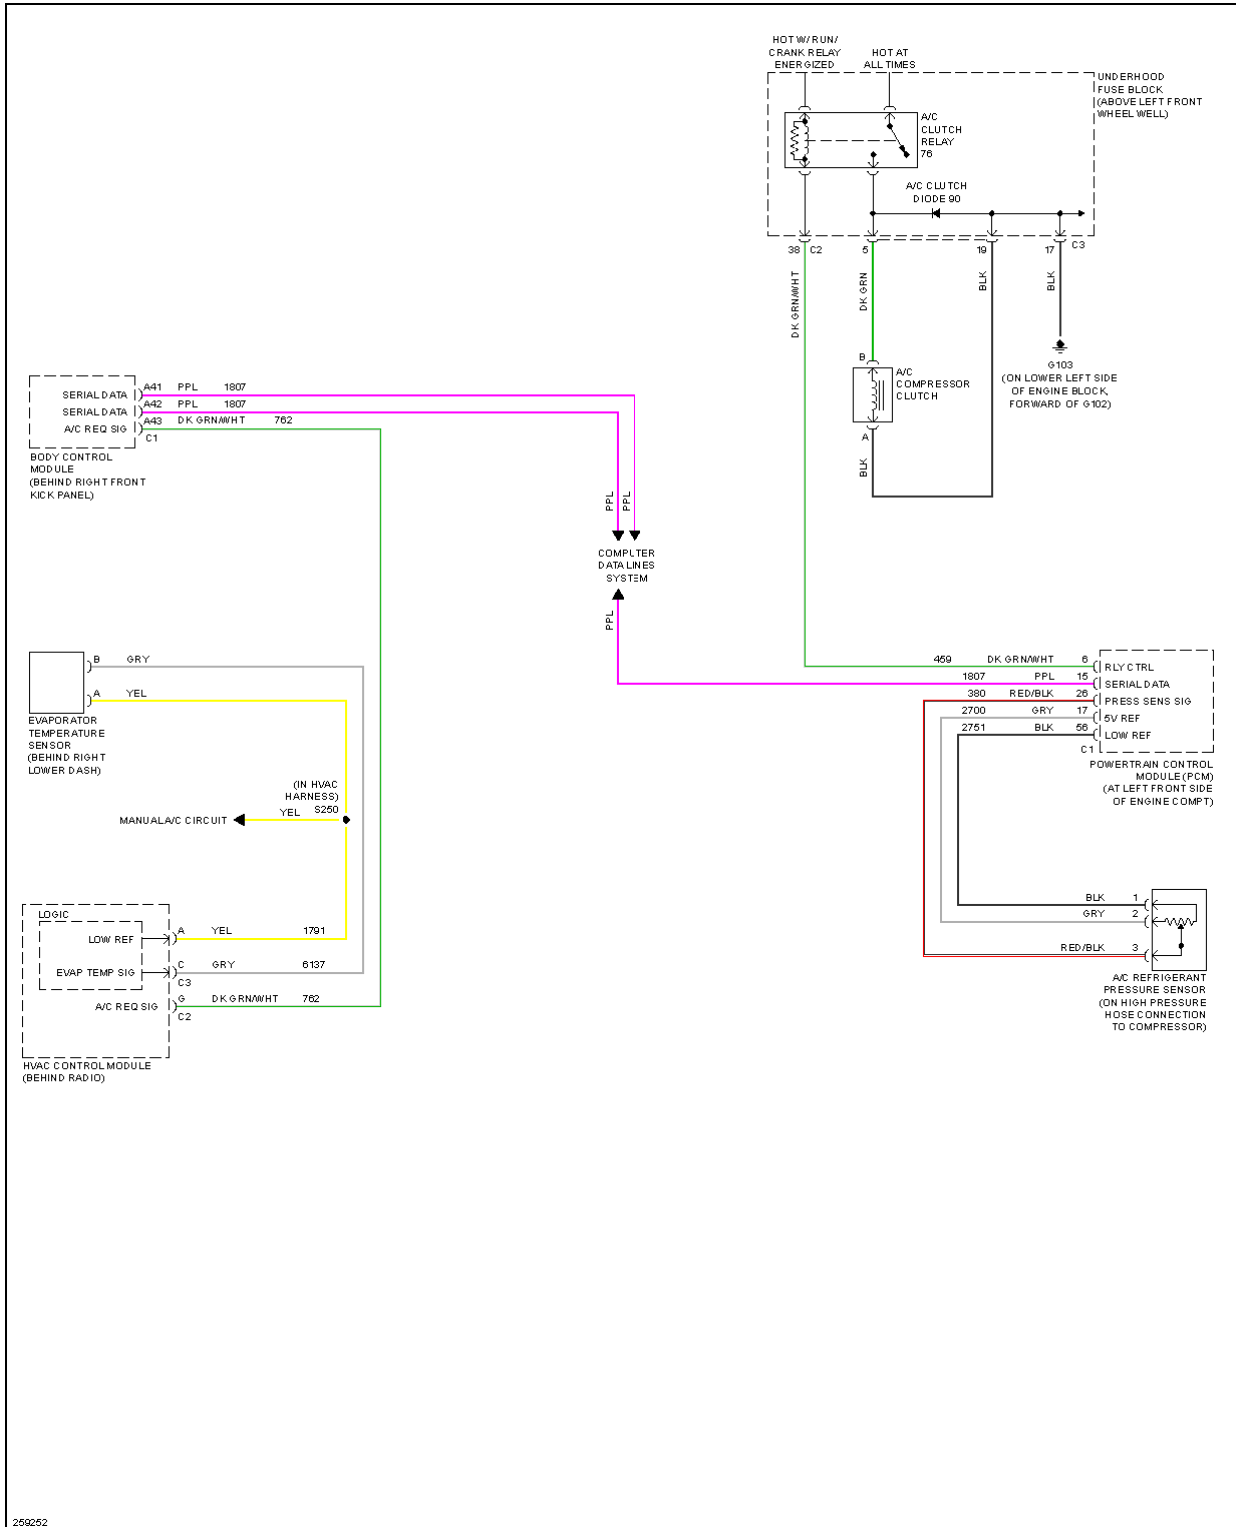 HOT W/ RUN/
CRANK RELAY
ENERGIZED
HOT AT
ALL TIMES
UNDERHOOD
FUSE BLOCK
(ABOVE LEFT FRONT
WHEEL WELL)
A/C
CLUTCH
RELAY
76
A/C CLUTCH
DIODE 90
38
C2
5
19
17
C3
DK GRN/WHT
DK GRN
BLK
BLK
G103
(ON LOWER LEFT SIDE
OF ENGINE BLOCK,
FORWARD OF G102)
B
A/C
COMPRESSOR
CLUTCH
A
BLK
SERIAL DATA
A41
PPL
1807
SERIAL DATA
A42
PPL
1807
A/C REQ SIG
A43
DK GRN/WHT
762
C1
BODY CONTROL
MODULE
(BEHIND RIGHT FRONT
KICK PANEL)
PPL
PPL
COMPUTER
DATA LINES
SYSTEM
PPL
B
GRY
A
YEL
EVAPORATOR
TEMPERATURE
SENSOR
(BEHIND RIGHT
LOWER DASH)
(IN HVAC
HARNESS)
S250
YEL
MANUAL A/C CIRCUIT
459
DK GRN/WHT
6
RLY CTRL
1807
PPL
15
SERIAL DATA
380
RED/BLK
26
PRESS SENS SIG
2700
GRY
17
5V REF
2751
BLK
56
LOW REF
C1
POWERTRAIN CONTROL
MODULE (PCM)
(AT LEFT FRONT SIDE
OF ENGINE COMPT)
LOGIC
LOW REF
A
YEL
1791
EVAP TEMP SIG
C
GRY
6137
C3
A/C REQ SIG
G
DK GRN/WHT
762
C2
HVAC CONTROL MODULE
(BEHIND RADIO)
BLK
1
GRY
2
RED/BLK
3
A/C REFRIGERANT
PRESSURE SENSOR
(ON HIGH PRESSURE
HOSE CONNECTION
TO COMPRESSOR)
259252